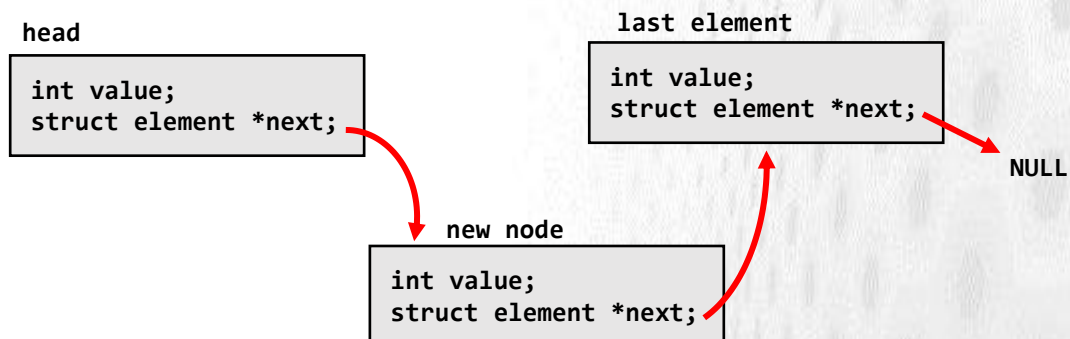 head
int value;
struct element *next;
last element
int value;
struct element *next;
NULL
new node
int value;
struct element *next;